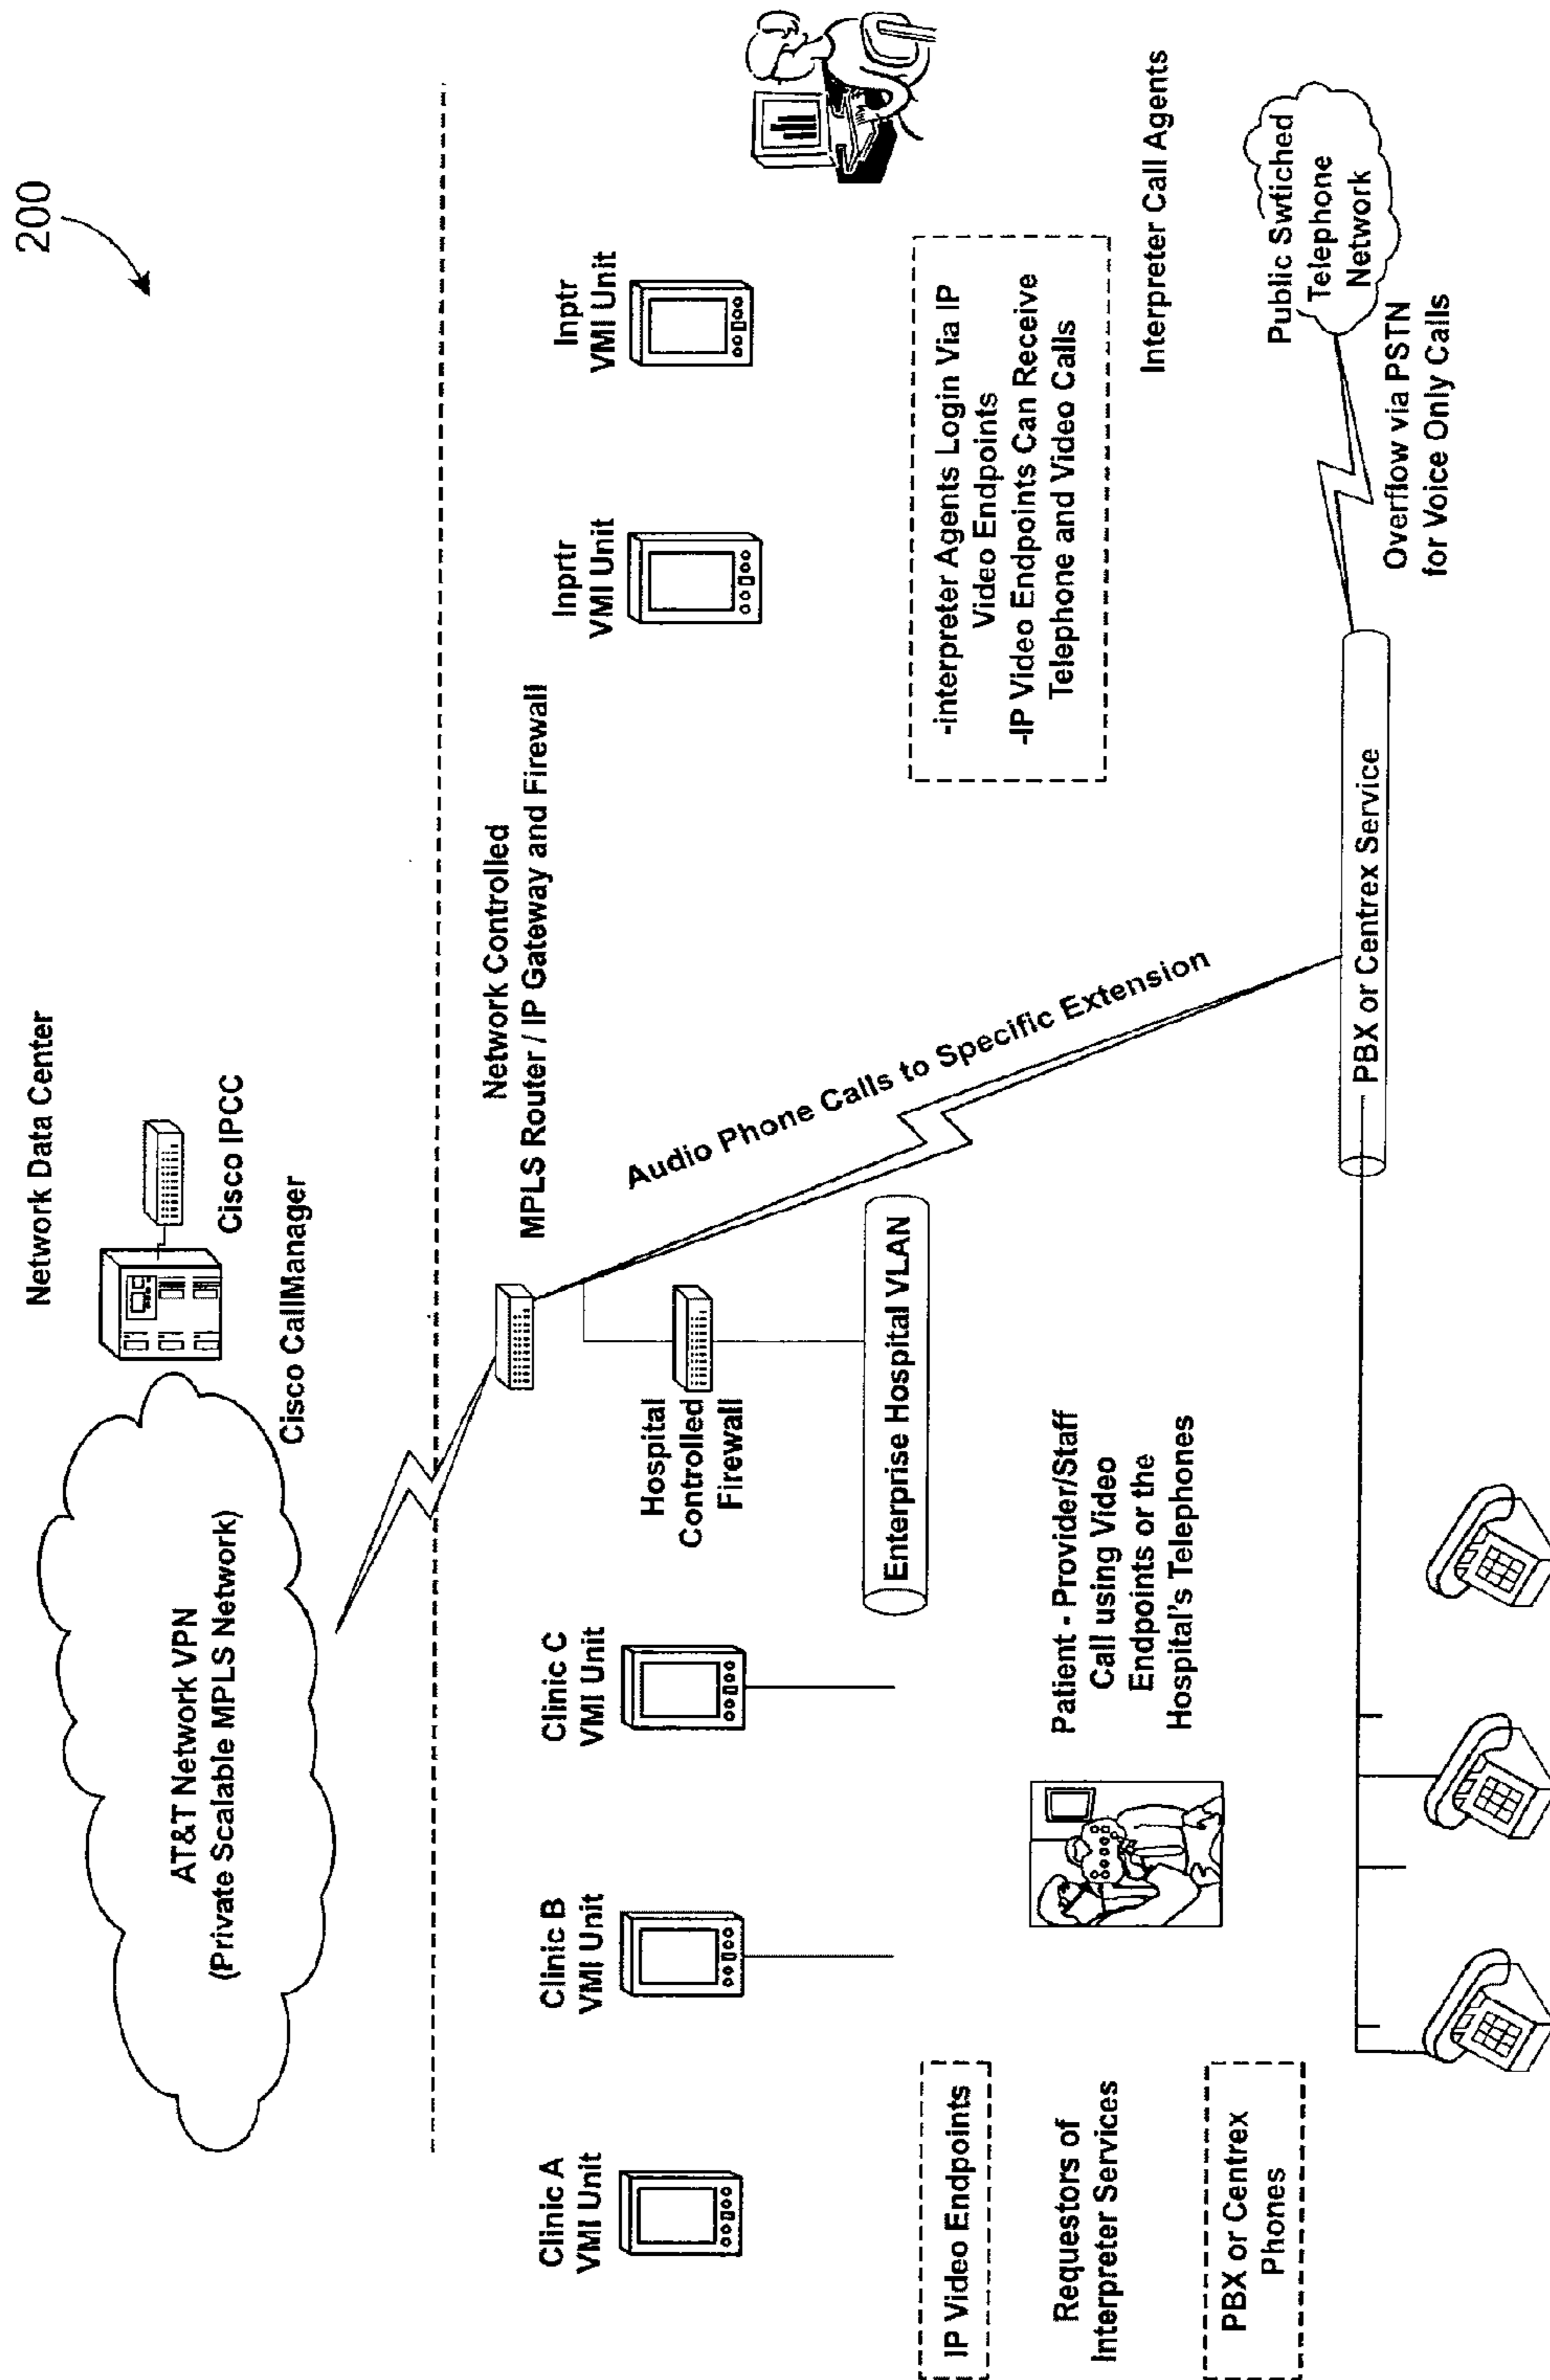 200
Network Data Center
Cisco IPCC
Cisco CallManager
AT&T Network VPN
(Private Scalable MPLS Network)
Network Controlled
MPLS Router / IP Gateway and Firewall
Clinic A
VMI Unit
Clinic B
VMI Unit
Clinic C
VMI Unit
Hospital
Controlled
Firewall
Inprtr
VMI Unit
Inptr
VMI Unit
Enterprise Hospital VLAN
Audio Phone Calls to Specific Extension
IP Video Endpoints
Requestors of
Interpreter Services
PBX or Centrex
Phones
Patient - Provider/Staff
Call using Video
Endpoints or the
Hospital's Telephones
-interpreter Agents Login Via IP
Video Endpoints
-IP Video Endpoints Can Receive
Telephone and Video Calls
Interpreter Call Agents
PBX or Centrex Service
Public Swtiched
Telephone
Network
Overflow via PSTN
for Voice Only Calls